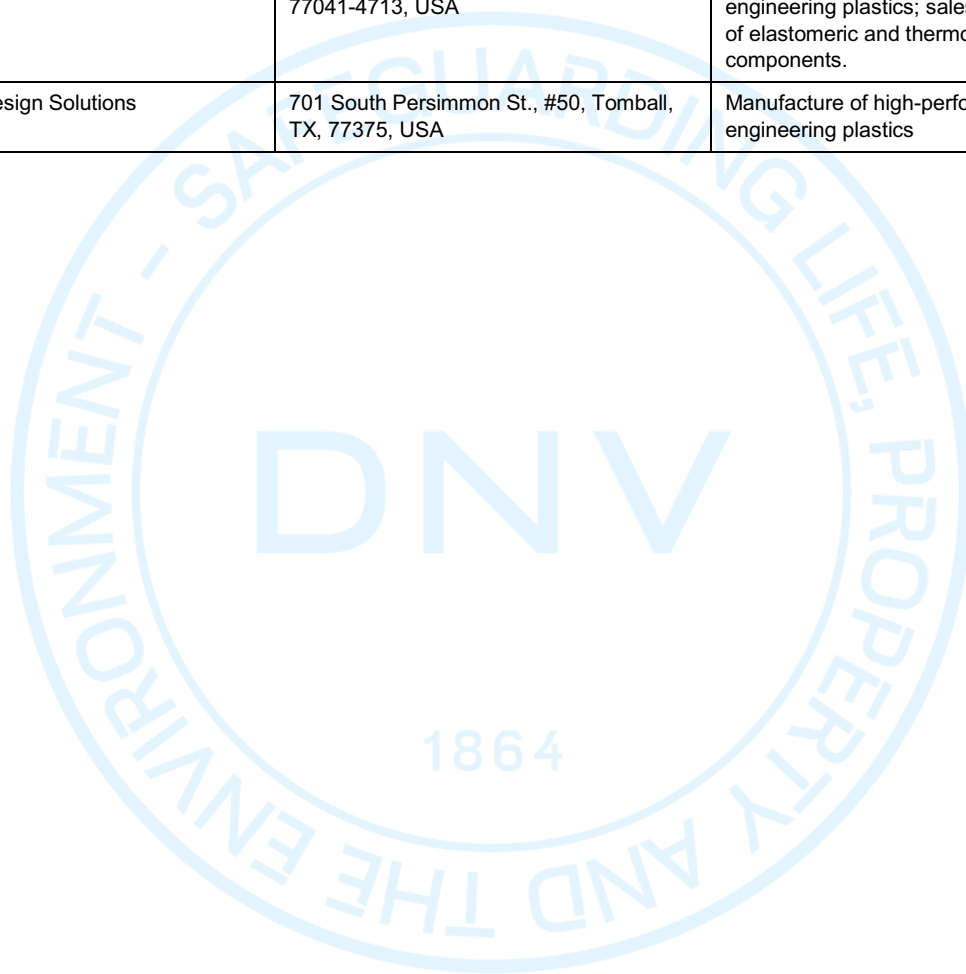 77041-4713, USA
engineering plastics; sales
of elastomeric and thermo
components.
esign Solutions
701 South Persimmon St., #50, Tomball,
TX, 77375, USA
Manufacture of high-perfo
engineering plastics
SAFEGUARDING LIFE, PROPERTY AND THE ENVIRONMENT -
DNV
1864